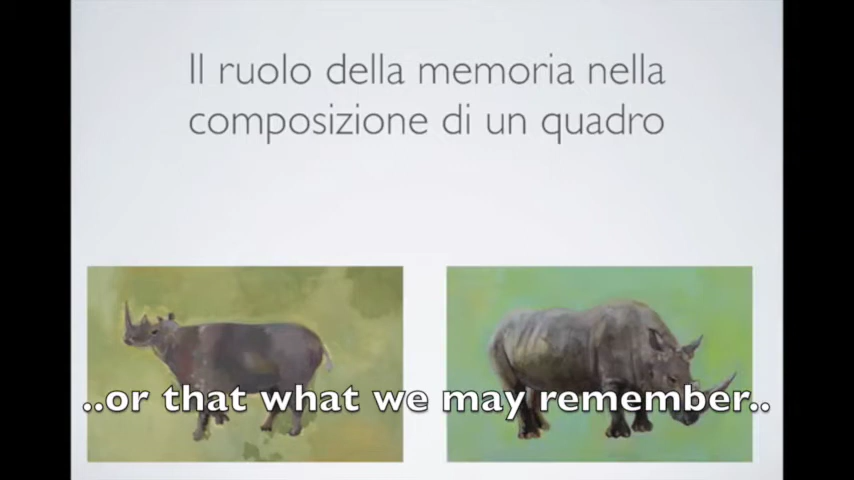 Il ruolo della memoria nella
composizione di un quadro
..or that what we may remember..